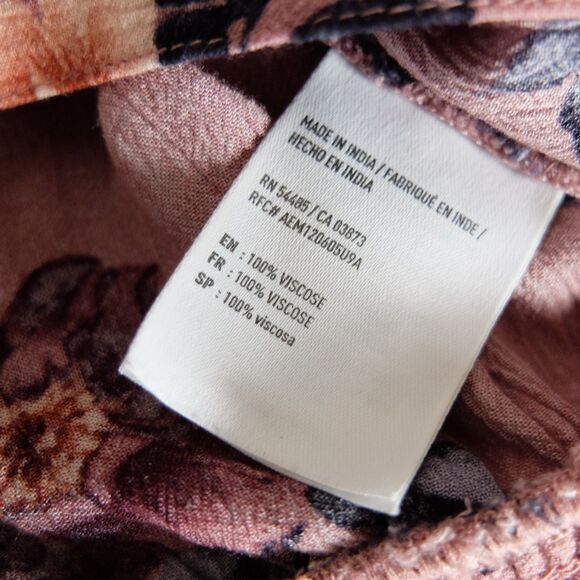 MADE IN INDIA / FABRIQUÉ EN INDE /
HECHO EN INDIA
RN 54485 / CA 03873
RFC# AEM120605U9A
EN : 100% VISCOSE
FR : 100% VISCOSE
SP : 100% viscosa